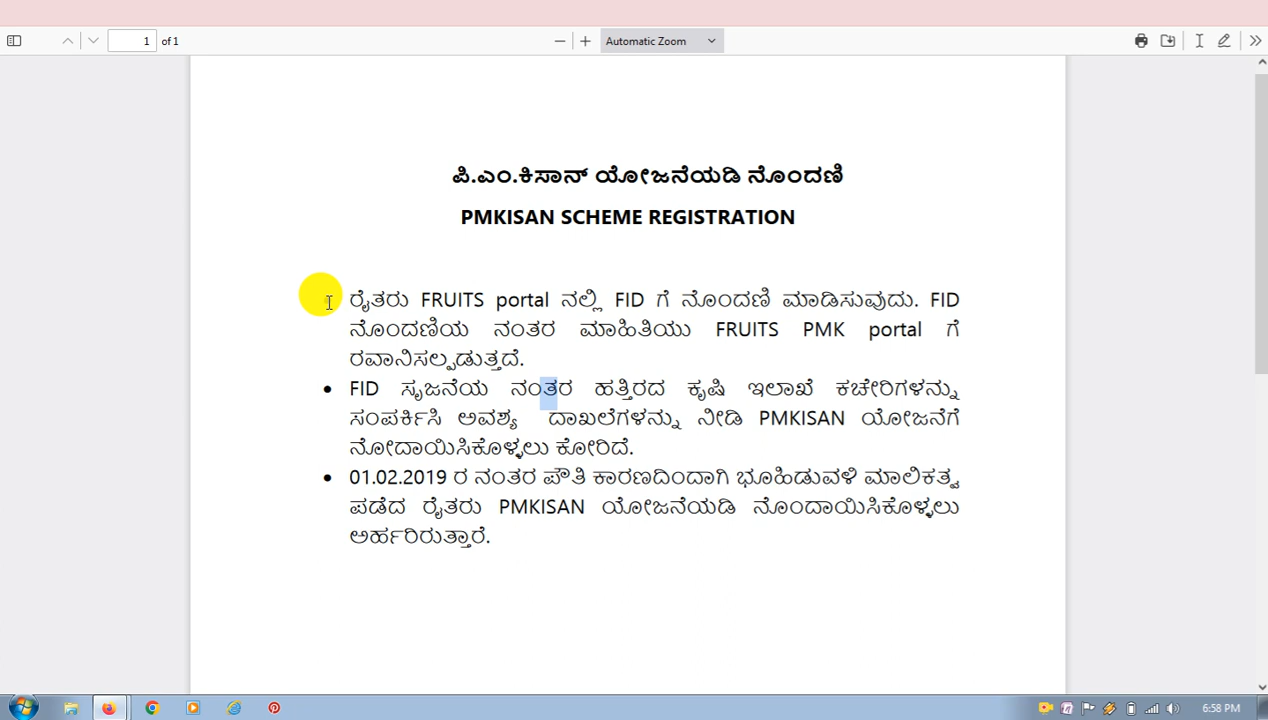 1 of 1
Automatic Zoom
ಪಿ.ಎಂ.ಕಿಸಾನ್ ಯೋಜನೆಯಡಿ ನೊಂದಣಿ
PMKISAN SCHEME REGISTRATION
ರೈತರು FRUITS portal ನಲ್ಲಿ FID ಗೆ ನೊಂದಣಿ ಮಾಡಿಸುವುದು. FID
ನೊಂದಣಿಯ ನಂತರ ಮಾಹಿತಿಯು FRUITS PMK portal ಗೆ
ರವಾನಿಸಲ್ಪಡುತ್ತದೆ.
• FID ಸೃಜನೆಯ ನಂತರ ಹತ್ತಿರದ ಕೃಷಿ ಇಲಾಖೆ ಕಚೇರಿಗಳನ್ನು
ಸಂಪರ್ಕಿಸಿ ಅವಶ್ಯ ದಾಖಲೆಗಳನ್ನು ನೀಡಿ PMKISAN ಯೋಜನೆಗೆ
ನೋದಾಯಿಸಿಕೊಳ್ಳಲು ಕೋರಿದೆ.
• 01.02.2019 ರ ನಂತರ ಪೌತಿ ಕಾರಣದಿಂದಾಗಿ ಭೂಹಿಡುವಳಿ ಮಾಲಿಕತ್ವ
ಪಡೆದ ರೈತರು PMKISAN ಯೋಜನೆಯಡಿ ನೊಂದಾಯಿಸಿಕೊಳ್ಳಲು
ಅರ್ಹರಿರುತ್ತಾರೆ.
6:58 PM